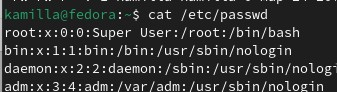 kamilla@fedora:~$ cat /etc/passwd
root:x:0:0:Super User:/root:/bin/bash
bin:x:1:1:bin:/bin:/usr/sbin/nologin
daemon:x:2:2:daemon:/sbin:/usr/sbin/nologi
adm:x:3:4:adm:/var/adm:/usr/sbin/nologin